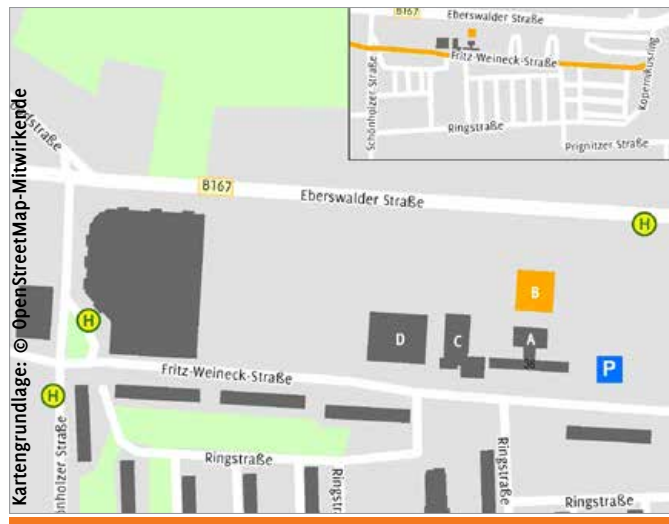 B167
Eberswalder Straße
Fritz-Weineck-Straße
Schönholzer Straße
Kopernikusring
Ringstraße
Prignitzer Straße
B167
Eberswalder Straße
H
B
D
C
A
36
P
H
Fritz-Weineck-Straße
H
Ringstraße
Ringstraße
Ringstraße
Kartengrundlage: © OpenStreetMap-Mitwirkende